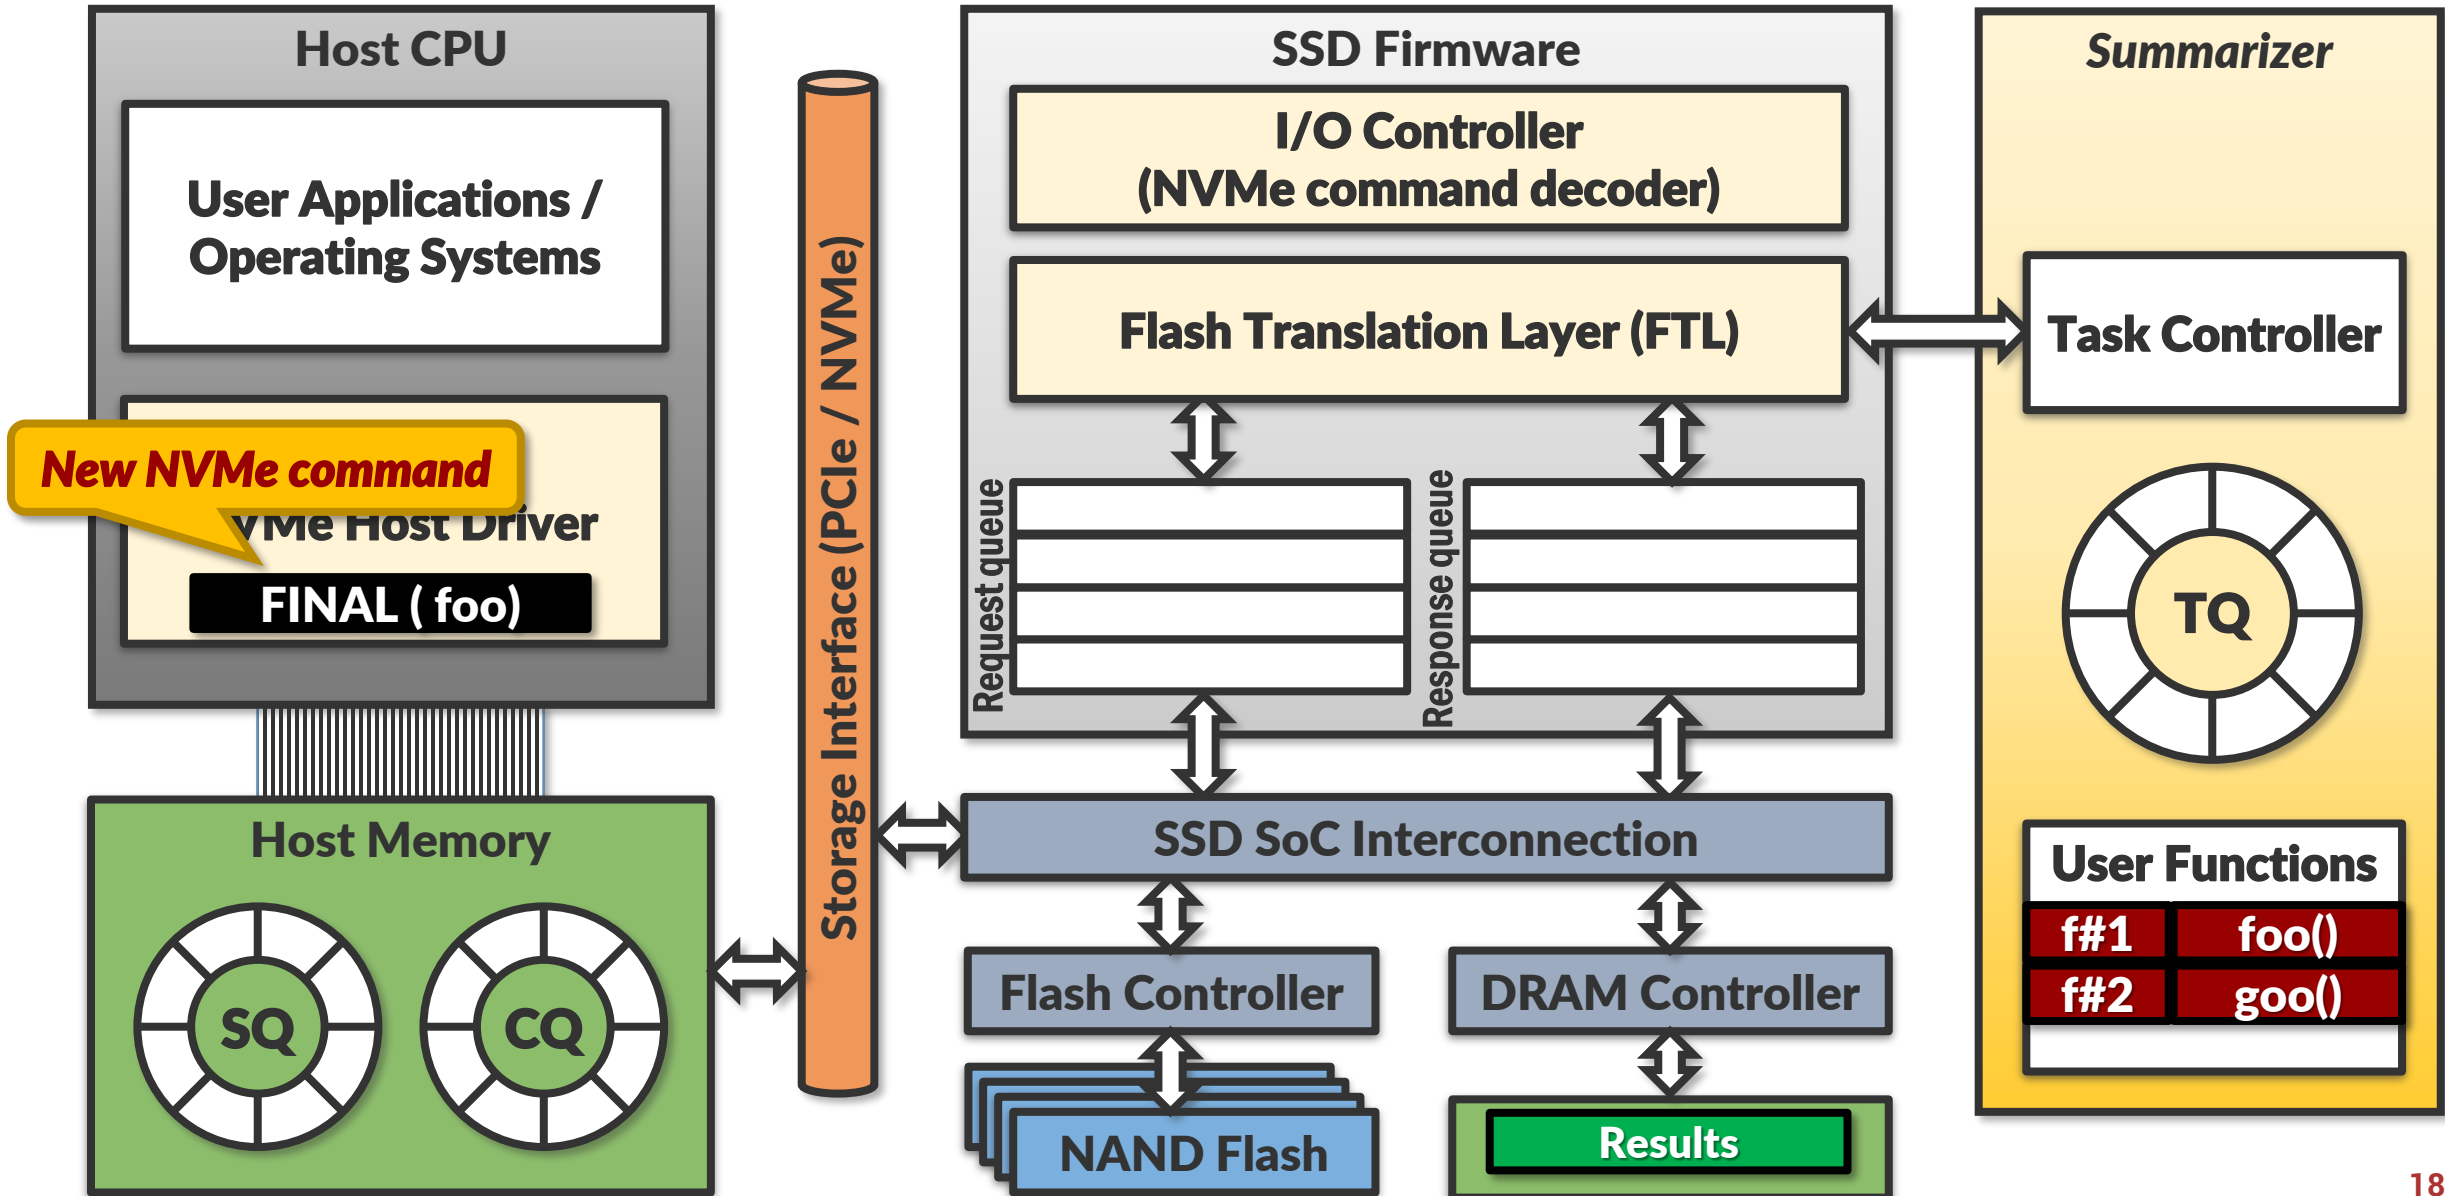 Host CPU
User Applications /
Operating Systems
New NVMe command
VMe Host Driver
FINAL ( foo)
Host Memory
SQ
CQ
Storage Interface (PCIe / NVMe)
SSD Firmware
I/O Controller
(NVMe command decoder)
Flash Translation Layer (FTL)
Request queue
Response queue
SSD SoC Interconnection
Flash Controller
DRAM Controller
NAND Flash
Results
Summarizer
Task Controller
TQ
User Functions
f#1 foo()
f#2 goo()
18